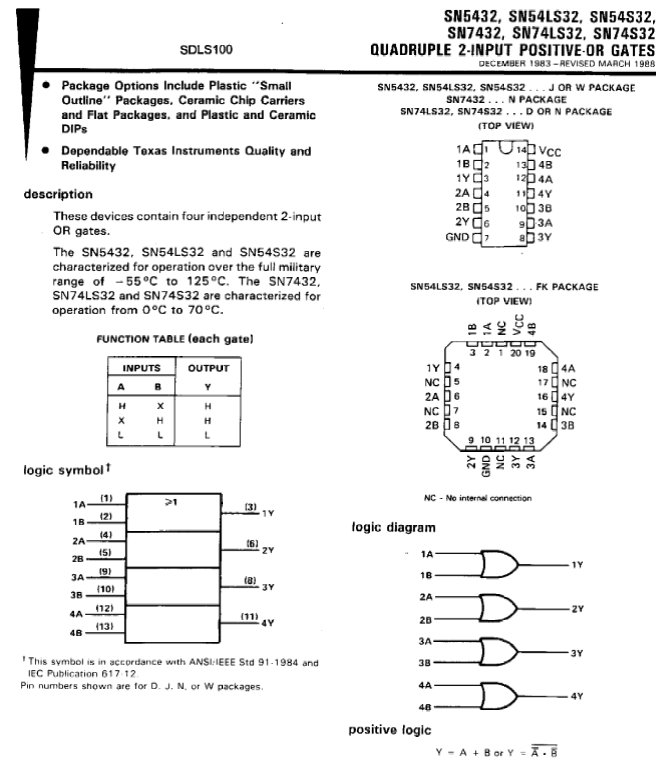 SN5432, SN54LS32, SN54S32,
SN7432, SN74LS32, SN74S32
QUADRUPLE 2-INPUT POSITIVE-OR GATES
SDLS100
DECEMBER 1983–REVISED MARCH 1988
• Package Options Include Plastic "Small
Outline" Packages, Ceramic Chip Carriers
and Flat Packages, and Plastic and Ceramic
DIPs
• Dependable Texas Instruments Quality and
Reliability
description
These devices contain four independent 2-input
OR gates.
The SN5432, SN54LS32 and SN54S32 are
characterized for operation over the full military
range of −55°C to 125°C. The SN7432,
SN74LS32 and SN74S32 are characterized for
operation from 0°C to 70°C.
FUNCTION TABLE (each gate)
INPUTS OUTPUT
A B Y
H X H
X H H
L L L
logic symbol†
1A (1) ≥1
1B (2) (3) 1Y
2A (4)
2B (5) (6) 2Y
3A (9)
3B (10) (8) 3Y
4A (12)
4B (13) (11) 4Y
† This symbol is in accordance with ANSI/IEEE Std 91-1984 and
IEC Publication 617-12.
Pin numbers shown are for D, J, N, or W packages.
SN5432, SN54LS32, SN54S32 . . . J OR W PACKAGE
SN7432 . . . N PACKAGE
SN74LS32, SN74S32 . . . D OR N PACKAGE
(TOP VIEW)
1A 1 14 VCC
1B 2 13 4B
1Y 3 12 4A
2A 4 11 4Y
2B 5 10 3B
2Y 6 9 3A
GND 7 8 3Y
SN54LS32, SN54S32 . . . FK PACKAGE
(TOP VIEW)
1B 1A NC VCC 4B
3 2 1 20 19
1Y 4 18 4A
NC 5 17 NC
2A 6 16 4Y
NC 7 15 NC
2B 8 14 3B
9 10 11 12 13
2Y GND NC 3Y 3A
NC - No internal connection
logic diagram
1A
1B 1Y
2A
2B 2Y
3A
3B 3Y
4A
4B 4Y
positive logic
Y = A + B or Y = A̅ · B̅ (overlined)